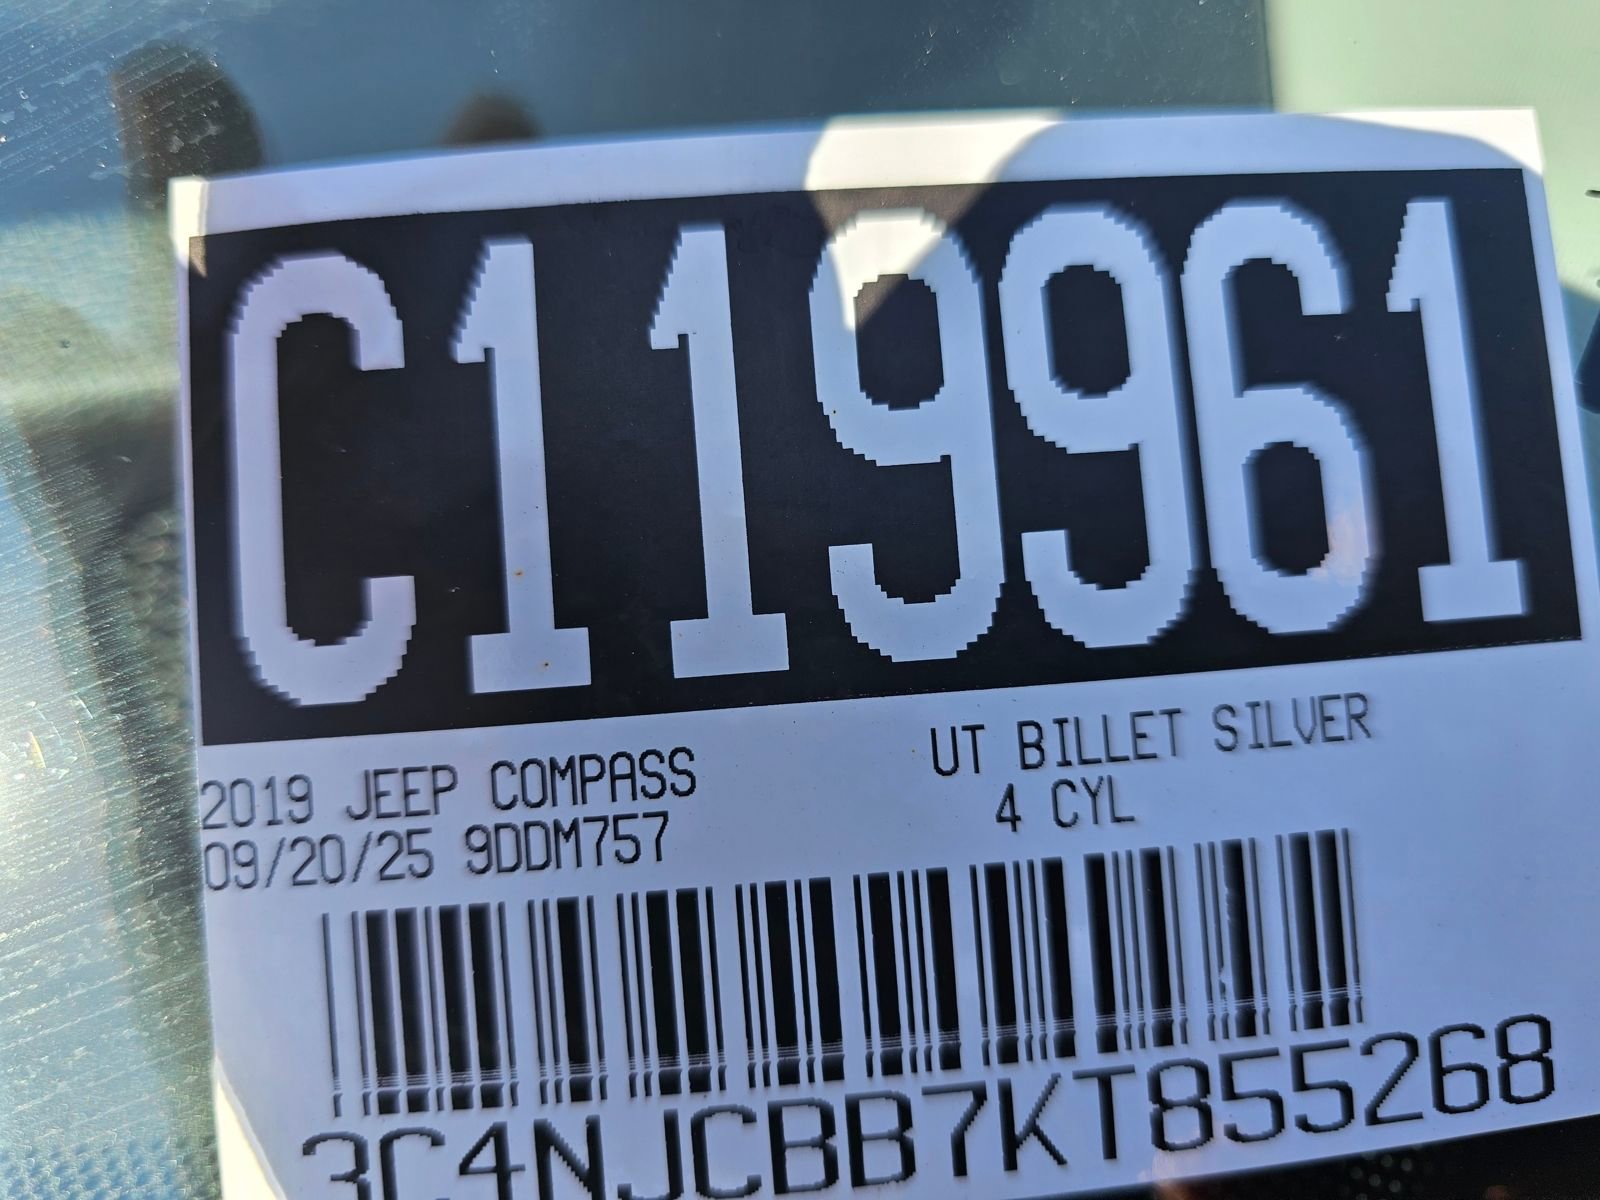 C119961
2019 JEEP COMPASS UT BILLET SILVER
09/20/25 9DDM757 4 CYL
3C4NJCBB7KT855268